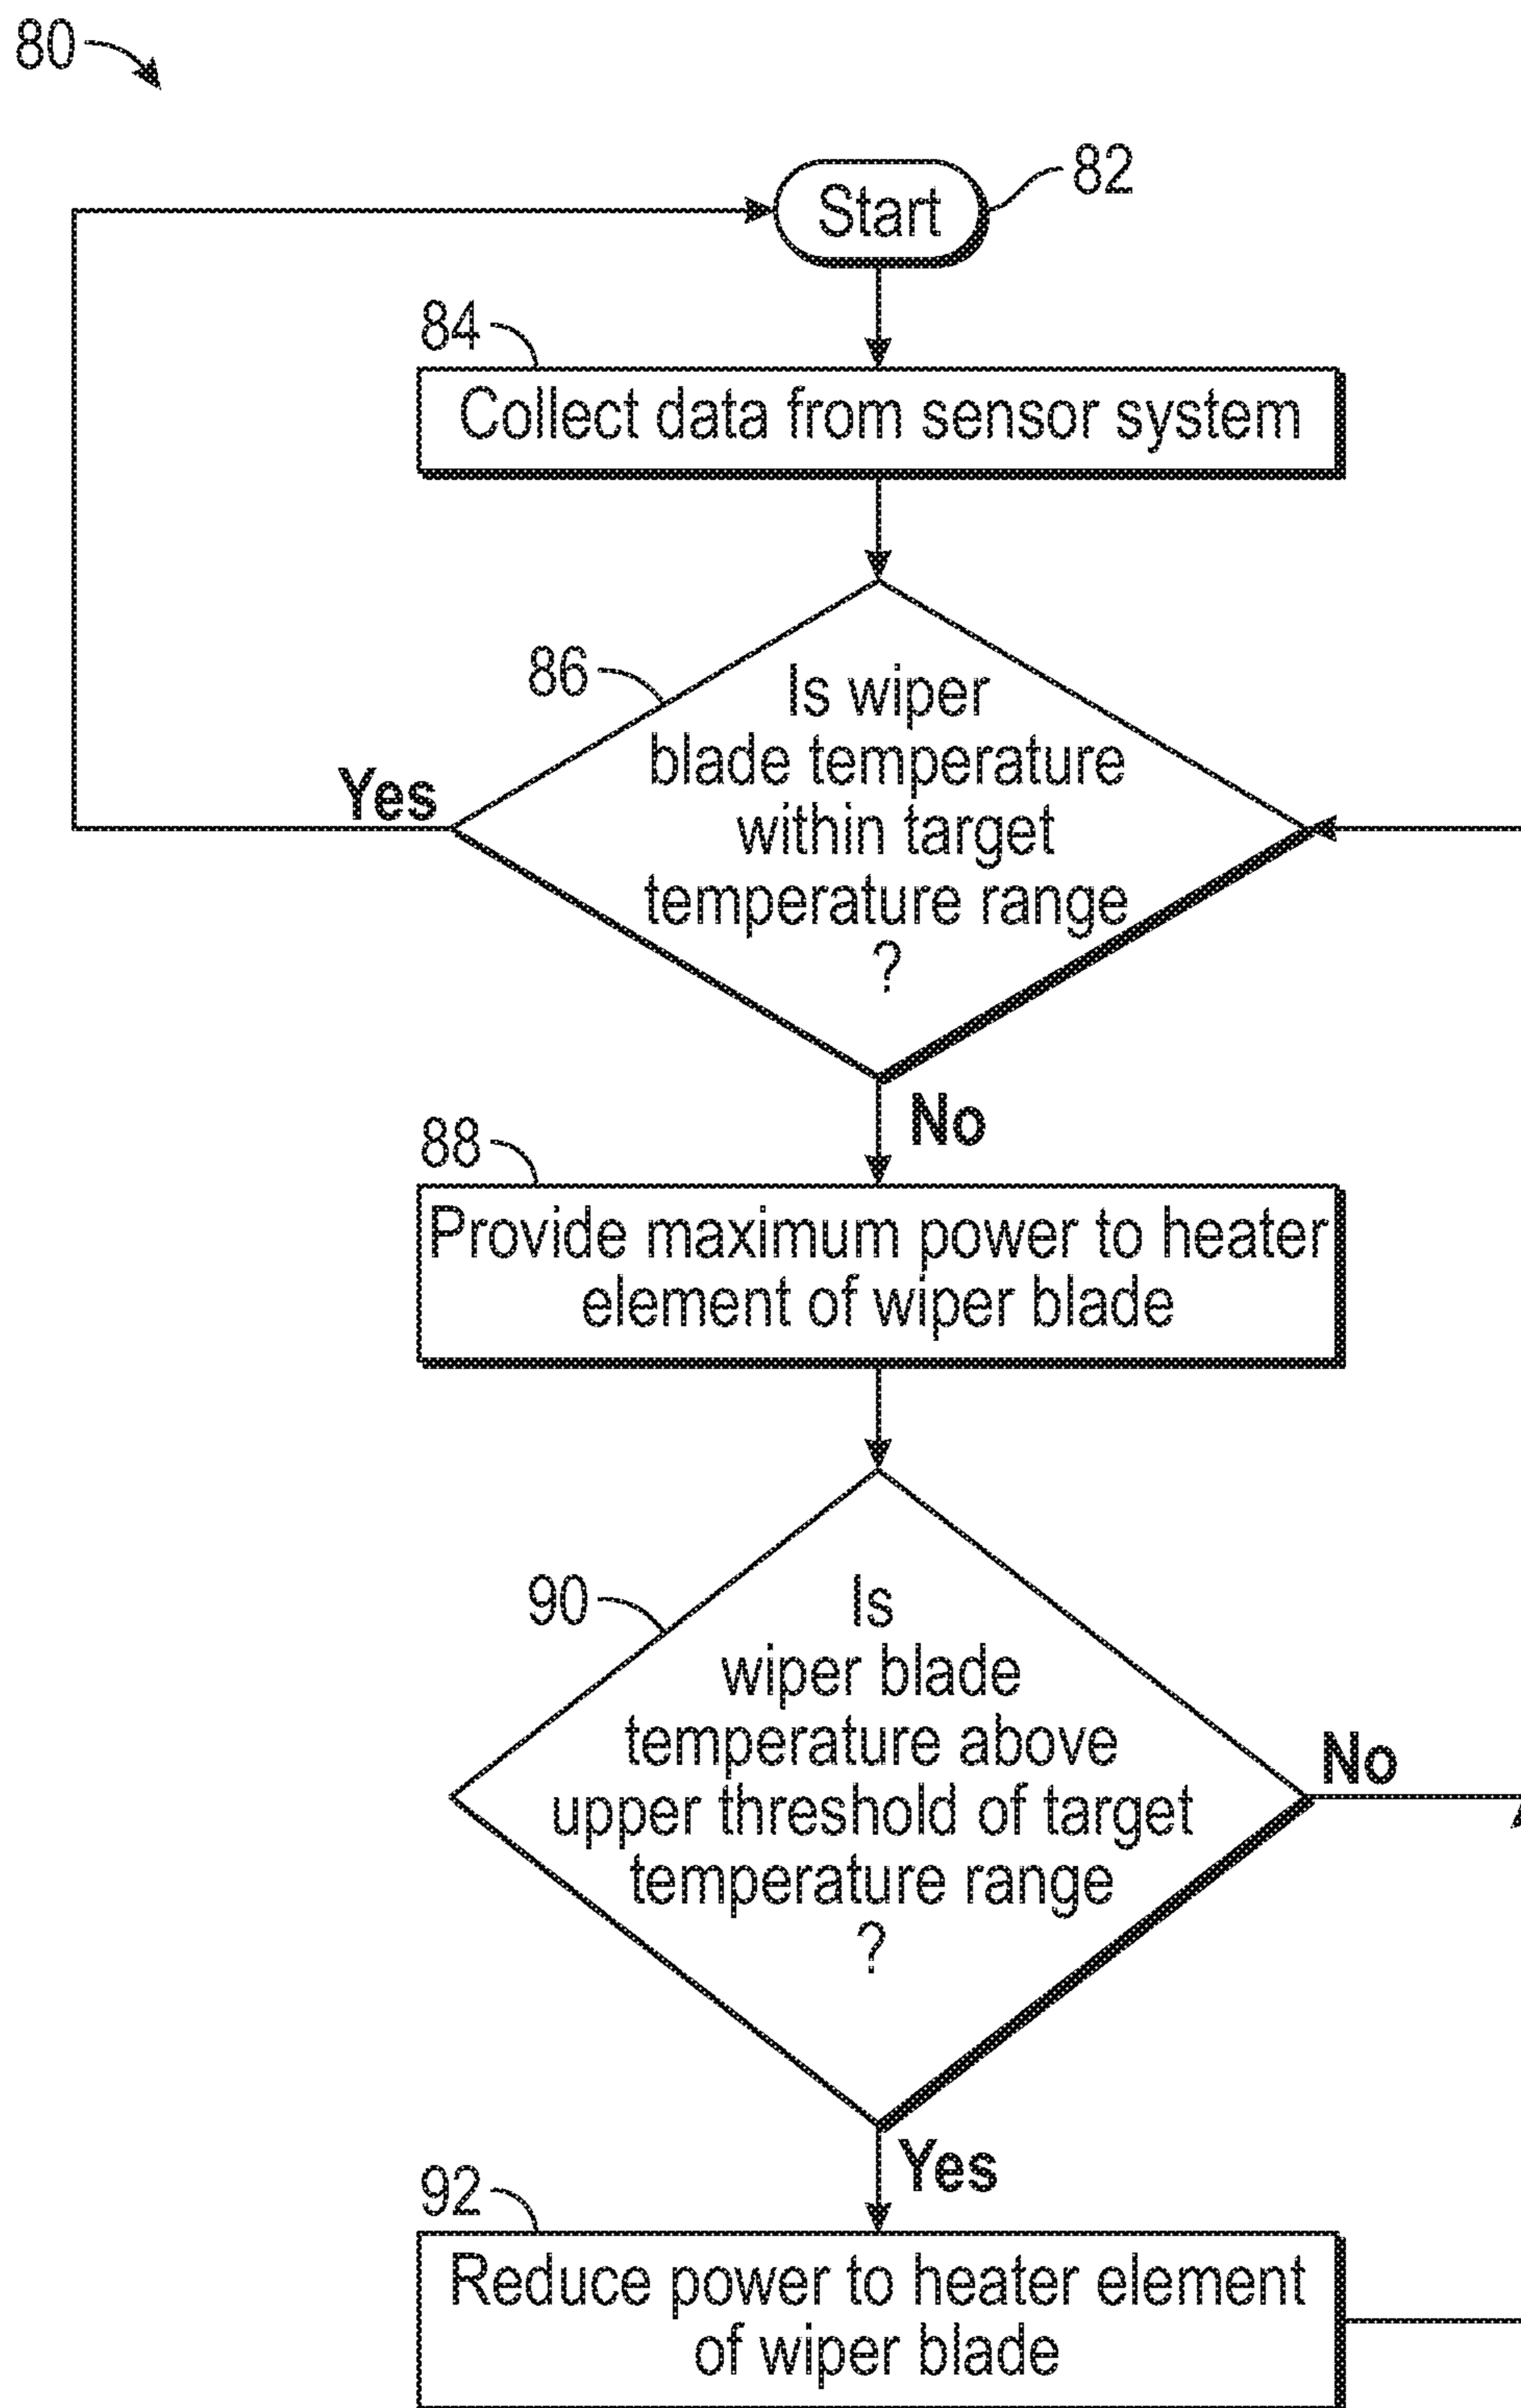 80
Start
82
84
Collect data from sensor system
86
Is wiper
blade temperature
within target
temperature range
?
Yes
No
88
Provide maximum power to heater
element of wiper blade
90
Is
wiper blade
temperature above
upper threshold of target
temperature range
?
No
Yes
92
Reduce power to heater element
of wiper blade